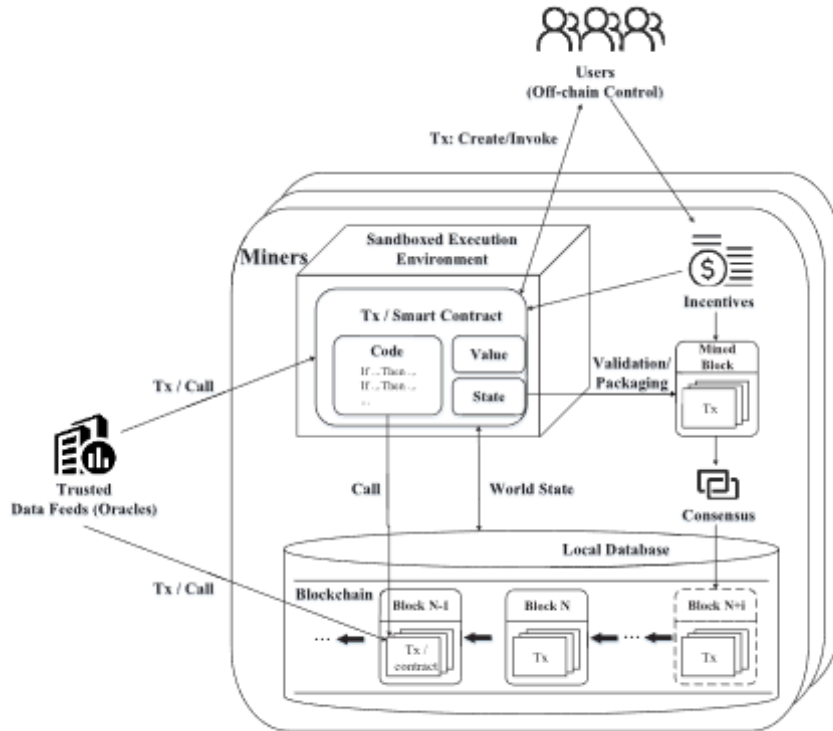 Users
(Off-chain Control)
Tx: Create/Invoke
Miners
Sandboxed Execution
Environment
Tx / Smart Contract
Code
If ... Then ...
If ... Then ...
...
Value
State
Incentives
Validation/
Packaging
Mined
Block
Tx
Tx / Call
Trusted
Data Feeds (Oracles)
Call
World State
Consensus
Local Database
Tx / Call
Blockchain
Block N-1
Block N
Block N+i
...
Tx /
contract
Tx
...
Tx